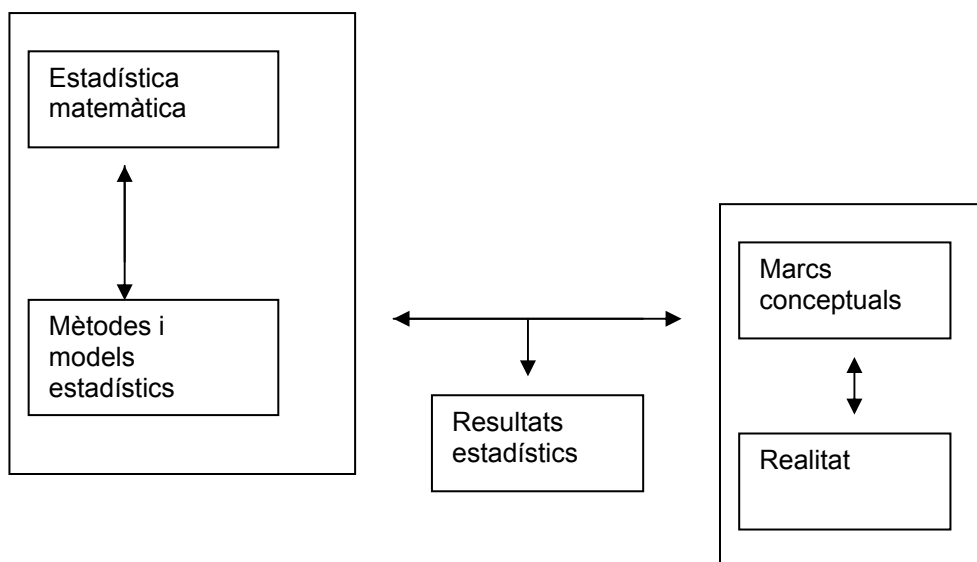 Estadística
matemàtica
Mètodes i
models
estadístics
Resultats
estadístics
Marcs
conceptuals
Realitat